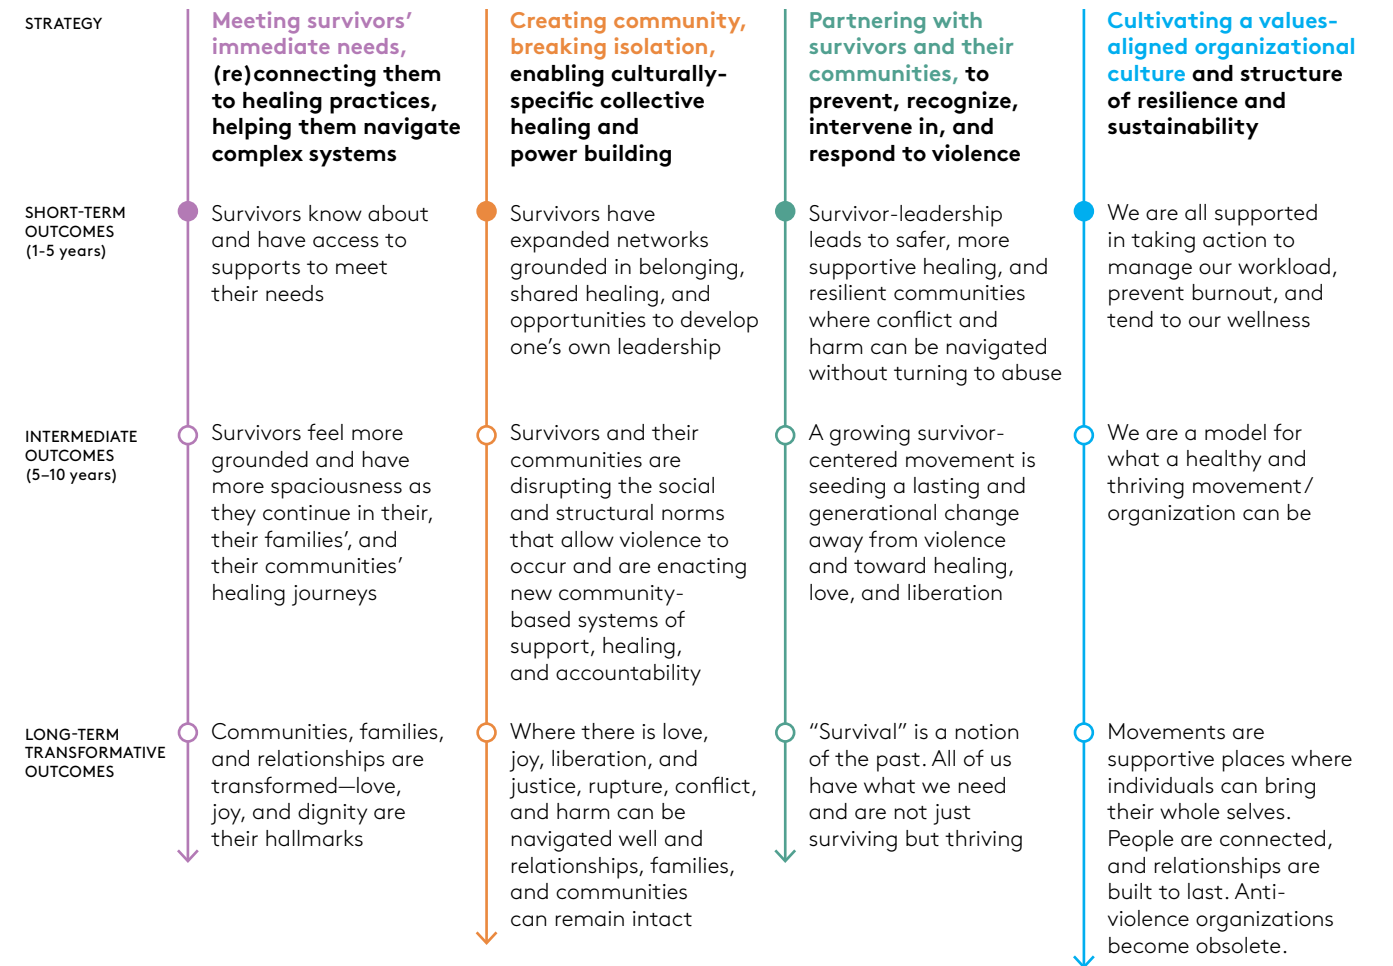 STRATEGY
Meeting survivors’
immediate needs,
(re)connecting them
to healing practices,
helping them navigate
complex systems
Creating community,
breaking isolation,
enabling culturally-
specific collective
healing and
power building
Partnering with
survivors and their
communities, to
prevent, recognize,
intervene in, and
respond to violence
Cultivating a values-
aligned organizational
culture and structure
of resilience and
sustainability
SHORT-TERM
OUTCOMES
(1-5 years)
Survivors know about
and have access to
supports to meet
their needs
Survivors have
expanded networks
grounded in belonging,
shared healing, and
opportunities to develop
one’s own leadership
Survivor-leadership
leads to safer, more
supportive healing, and
resilient communities
where conflict and
harm can be navigated
without turning to abuse
We are all supported
in taking action to
manage our workload,
prevent burnout, and
tend to our wellness
INTERMEDIATE
OUTCOMES
(5–10 years)
Survivors feel more
grounded and have
more spaciousness as
they continue in their,
their families’, and
their communities’
healing journeys
Survivors and their
communities are
disrupting the social
and structural norms
that allow violence to
occur and are enacting
new community-
based systems of
support, healing,
and accountability
A growing survivor-
centered movement is
seeding a lasting and
generational change
away from violence
and toward healing,
love, and liberation
We are a model for
what a healthy and
thriving movement/
organization can be
LONG-TERM
TRANSFORMATIVE
OUTCOMES
Communities, families,
and relationships are
transformed—love,
joy, and dignity are
their hallmarks
Where there is love,
joy, liberation, and
justice, rupture, conflict,
and harm can be
navigated well and
relationships, families,
and communities
can remain intact
“Survival” is a notion
of the past. All of us
have what we need
and are not just
surviving but thriving
Movements are
supportive places where
individuals can bring
their whole selves.
People are connected,
and relationships are
built to last. Anti-
violence organizations
become obsolete.